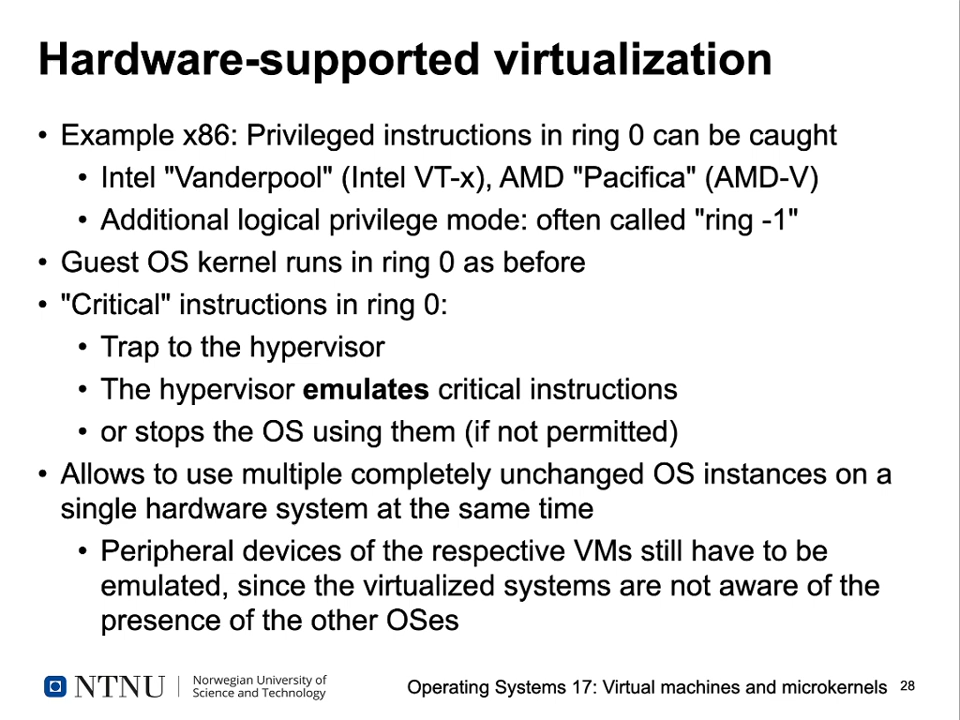 Hardware-supported virtualization
• Example x86: Privileged instructions in ring 0 can be caught
• Intel "Vanderpool" (Intel VT-x), AMD "Pacifica" (AMD-V)
• Additional logical privilege mode: often called "ring -1"
• Guest OS kernel runs in ring 0 as before
• "Critical" instructions in ring 0:
• Trap to the hypervisor
• The hypervisor emulates critical instructions
• or stops the OS using them (if not permitted)
• Allows to use multiple completely unchanged OS instances on a
single hardware system at the same time
• Peripheral devices of the respective VMs still have to be
emulated, since the virtualized systems are not aware of the
presence of the other OSes
NTNU
Norwegian University of
Science and Technology
Operating Systems 17: Virtual machines and microkernels 28